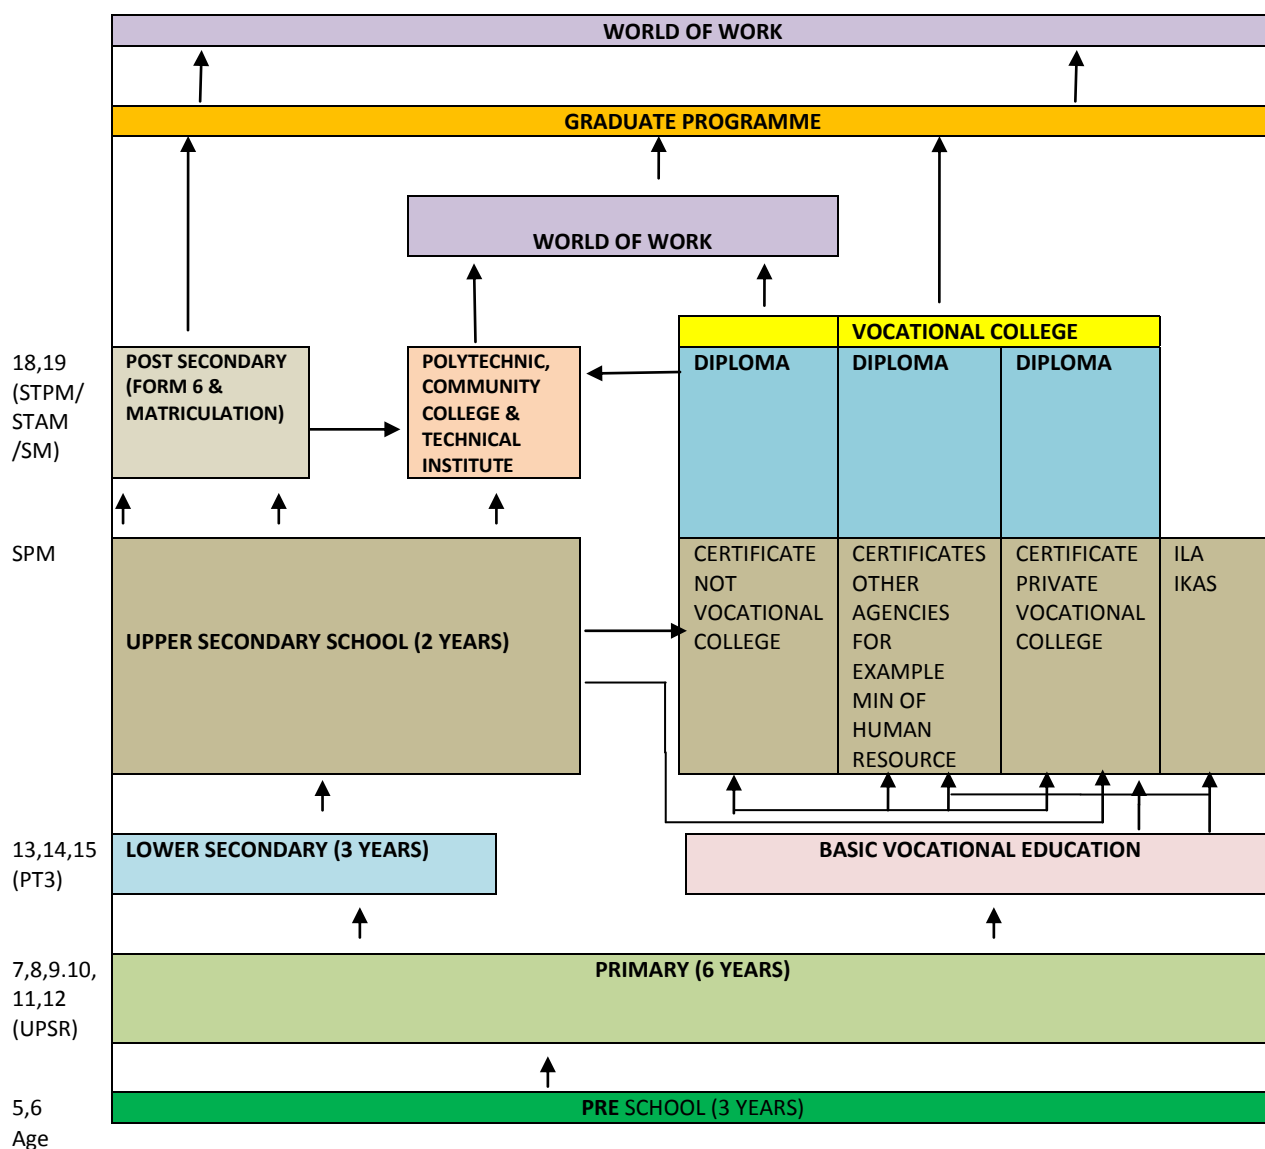 WORLD OF WORK
GRADUATE PROGRAMME
WORLD OF WORK
VOCATIONAL COLLEGE
18,19
(STPM/
STAM
/SM)
POST SECONDARY
(FORM 6 &
MATRICULATION)
POLYTECHNIC,
COMMUNITY
COLLEGE &
TECHNICAL
INSTITUTE
DIPLOMA
DIPLOMA
DIPLOMA
SPM
UPPER SECONDARY SCHOOL (2 YEARS)
CERTIFICATE
NOT
VOCATIONAL
COLLEGE
CERTIFICATES
OTHER
AGENCIES
FOR
EXAMPLE
MIN OF
HUMAN
RESOURCE
CERTIFICATE
PRIVATE
VOCATIONAL
COLLEGE
ILA
IKAS
13,14,15
(PT3)
LOWER SECONDARY (3 YEARS)
BASIC VOCATIONAL EDUCATION
7,8,9.10,
11,12
(UPSR)
PRIMARY (6 YEARS)
5,6
Age
PRE SCHOOL (3 YEARS)